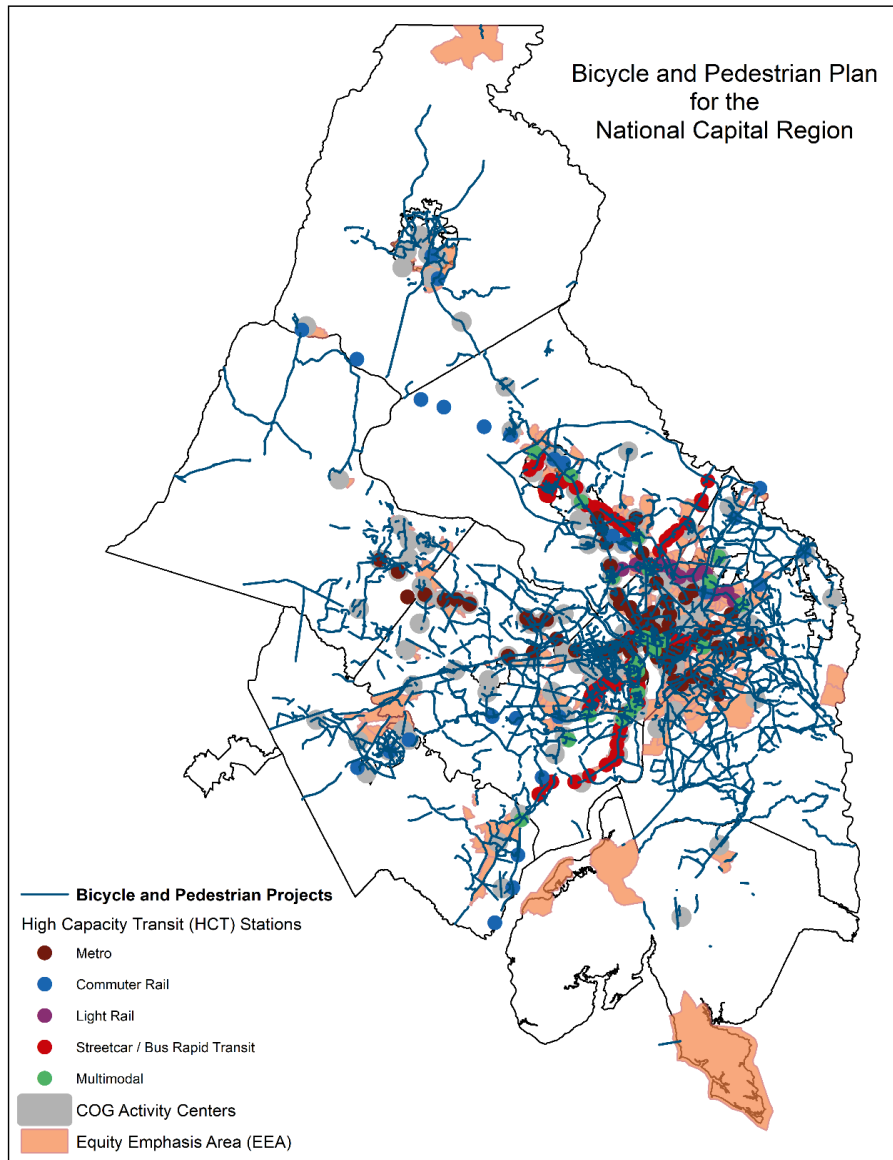 Bicycle and Pedestrian Plan
for the
National Capital Region
Bicycle and Pedestrian Projects
High Capacity Transit (HCT) Stations
Metro
Commuter Rail
Light Rail
Streetcar / Bus Rapid Transit
Multimodal
COG Activity Centers
Equity Emphasis Area (EEA)